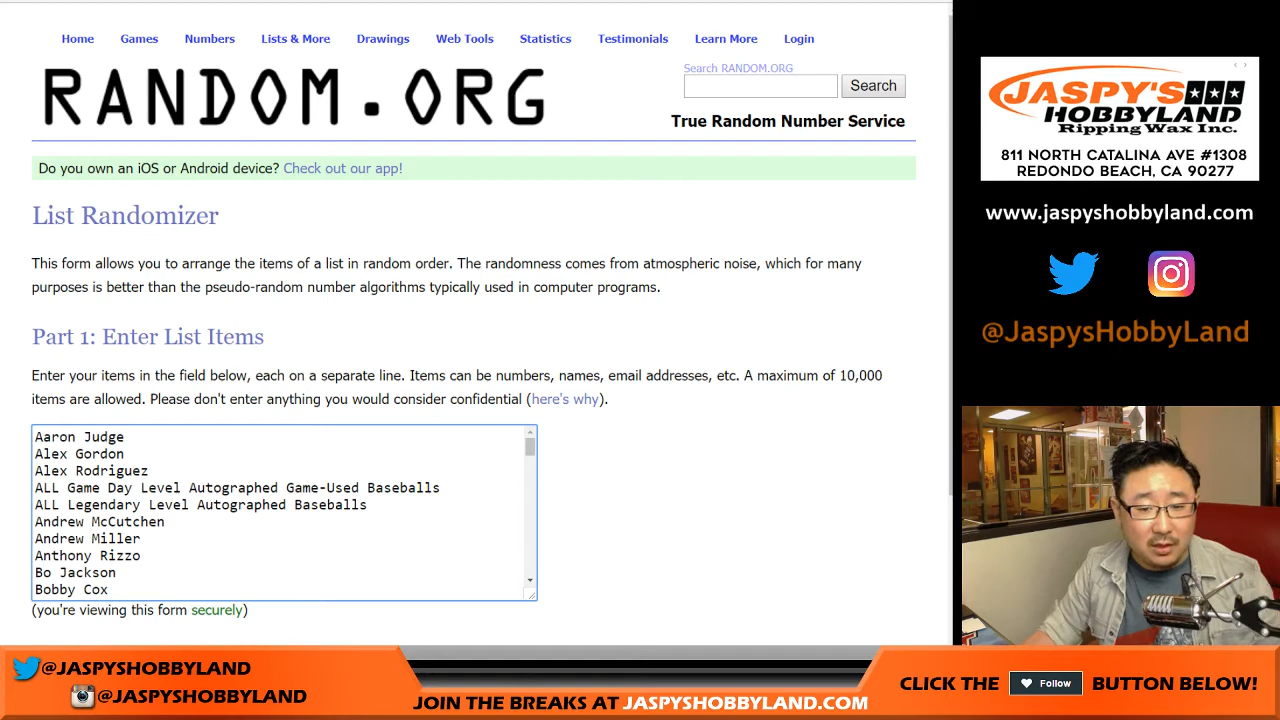 Home Games Numbers Lists & More Drawings Web Tools Statistics Testimonials Learn More Login
RANDOM.ORG
Search RANDOM.ORG
Search
True Random Number Service
Do you own an iOS or Android device? Check out our app!
List Randomizer
This form allows you to arrange the items of a list in random order. The randomness comes from atmospheric noise, which for many
purposes is better than the pseudo-random number algorithms typically used in computer programs.
Part 1: Enter List Items
Enter your items in the field below, each on a separate line. Items can be numbers, names, email addresses, etc. A maximum of 10,000
items are allowed. Please don't enter anything you would consider confidential (here's why).
Aaron Judge
Alex Gordon
Alex Rodriguez
ALL Game Day Level Autographed Game-Used Baseballs
ALL Legendary Level Autographed Baseballs
Andrew McCutchen
Andrew Miller
Anthony Rizzo
Bo Jackson
Bobby Cox
(you're viewing this form securely)
JASPY'S
HOBBYLAND
Ripping Wax Inc.
811 NORTH CATALINA AVE #1308
REDONDO BEACH, CA 90277
www.jaspyshobbyland.com
@JaspysHobbyLand
@JASPYSHOBBYLAND
@JASPYSHOBBYLAND
JOIN THE BREAKS AT JASPYSHOBBYLAND.COM
CLICK THE Follow BUTTON BELOW!